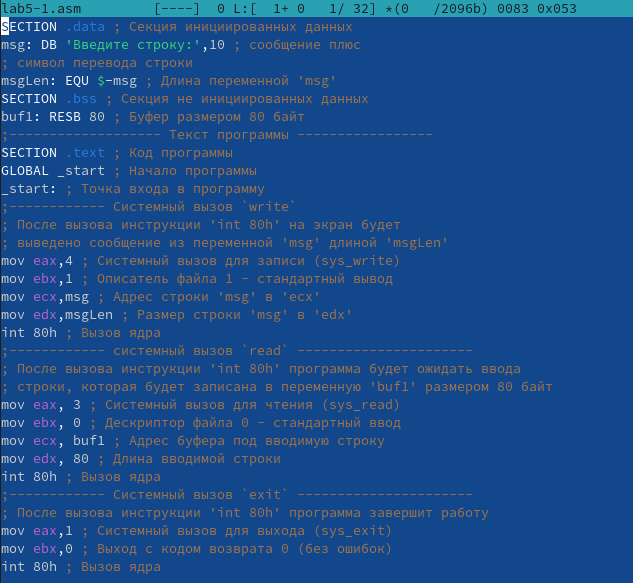 lab5-1.asm [----] 0 L:[ 1+ 0 1/ 32] *(0 /2096b) 0083 0x053
SECTION .data ; Секция инициированных данных
msg: DB 'Введите строку:',10 ; сообщение плюс
; символ перевода строки
msgLen: EQU $-msg ; Длина переменной 'msg'
SECTION .bss ; Секция не инициированных данных
buf1: RESB 80 ; Буфер размером 80 байт
;------------------- Текст программы -----------------
SECTION .text ; Код программы
GLOBAL _start ; Начало программы
_start: ; Точка входа в программу
;------------ Cистемный вызов `write`
; После вызова инструкции 'int 80h' на экран будет
; выведено сообщение из переменной 'msg' длиной 'msgLen'
mov eax,4 ; Системный вызов для записи (sys_write)
mov ebx,1 ; Описатель файла 1 - стандартный вывод
mov ecx,msg ; Адрес строки 'msg' в 'ecx'
mov edx,msgLen ; Размер строки 'msg' в 'edx'
int 80h ; Вызов ядра
;------------ системный вызов `read` ----------------------
; После вызова инструкции 'int 80h' программа будет ожидать ввода
; строки, которая будет записана в переменную 'buf1' размером 80 байт
mov eax, 3 ; Системный вызов для чтения (sys_read)
mov ebx, 0 ; Дескриптор файла 0 - стандартный ввод
mov ecx, buf1 ; Адрес буфера под вводимую строку
mov edx, 80 ; Длина вводимой строки
int 80h ; Вызов ядра
;------------ Системный вызов `exit` ----------------------
; После вызова инструкции 'int 80h' программа завершит работу
mov eax,1 ; Системный вызов для выхода (sys_exit)
mov ebx,0 ; Выход с кодом возврата 0 (без ошибок)
int 80h ; Вызов ядра